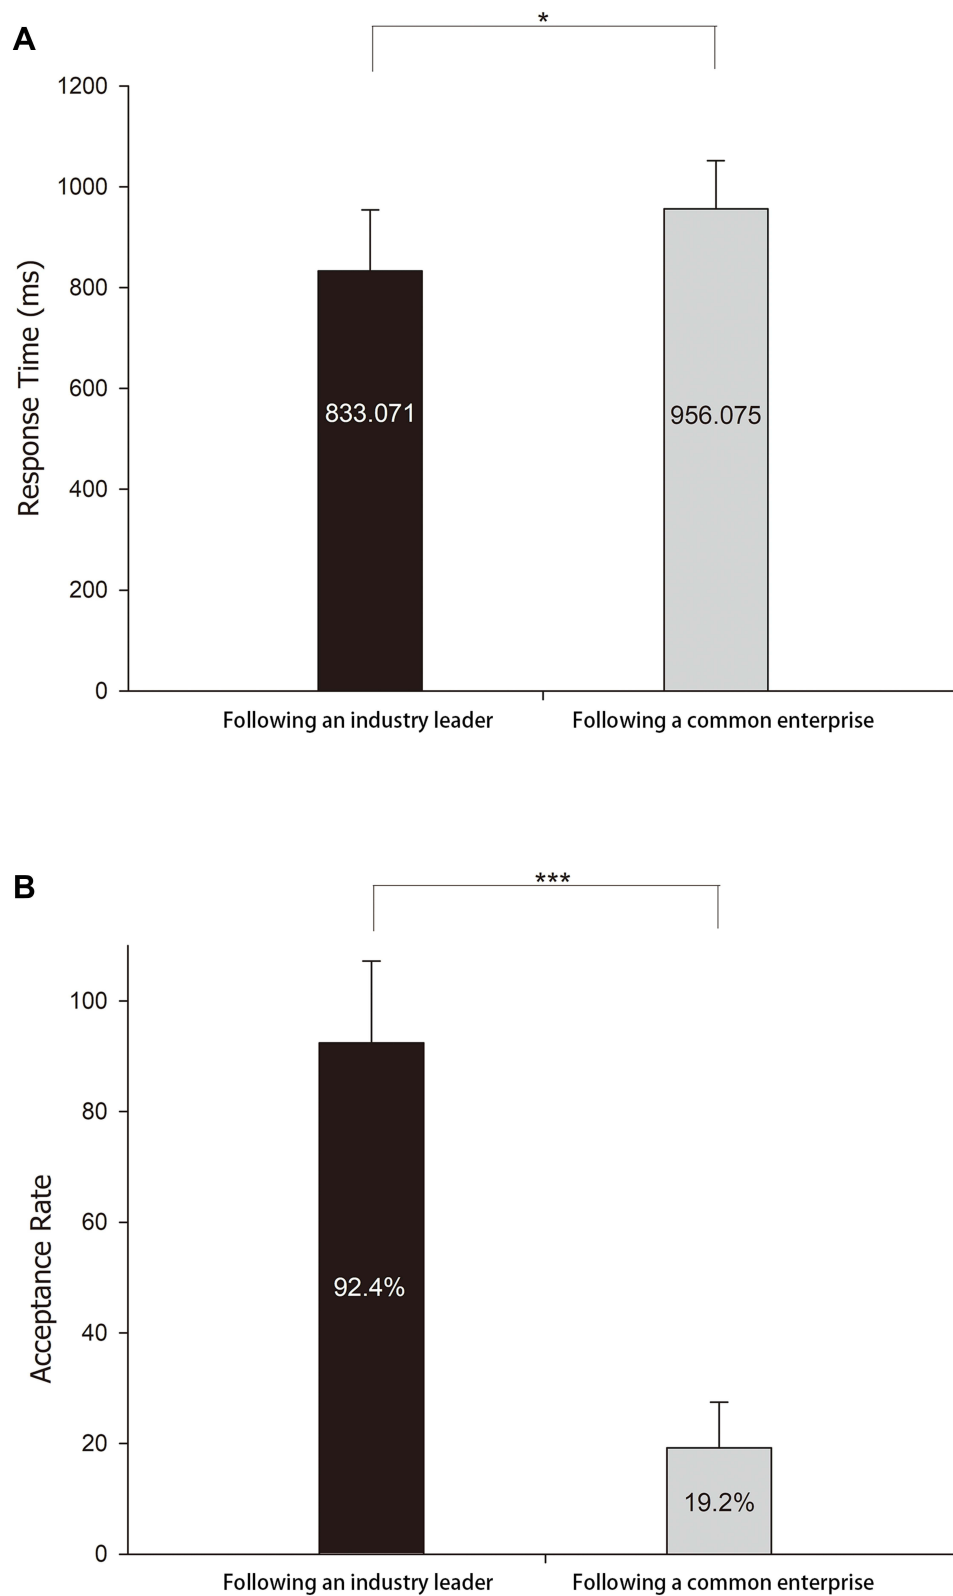 A
*
1200
1000
800
600
400
200
0
Response Time (ms)
833.071
956.075
Following an industry leader
Following a common enterprise
B
***
100
80
60
40
20
0
Acceptance Rate
92.4%
19.2%
Following an industry leader
Following a common enterprise